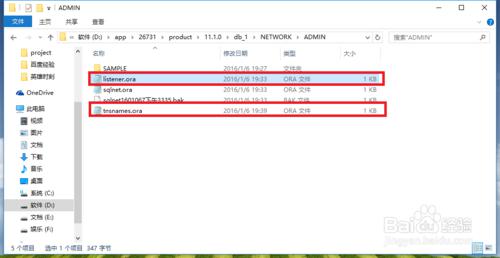 ADMIN
文件 主页 共享 查看
软件 (D:) > app > 26731 > product > 11.1.0 > db_1 > NETWORK > ADMIN
搜索"ADMIN"
名称 修改日期 类型 大小
project
百度经验
英雄时刻
OneDrive
此电脑
视频
图片
文档
下载
音乐
桌面
系统 (C:)
软件 (D:)
文档 (E:)
娱乐 (F:)
SAMPLE 2016/1/6 19:27 文件夹
listener.ora 2016/1/6 19:33 ORA 文件 1 KB
sqlnet.ora 2016/1/6 19:33 ORA 文件 1 KB
sqlnet1601067下午3335.bak 2016/1/6 19:33 BAK 文件 1 KB
tnsnames.ora 2016/1/6 19:39 ORA 文件 1 KB
5 个项目 选中 1 个项目 347 字节
Baidu 经验
jingyan.baidu.com